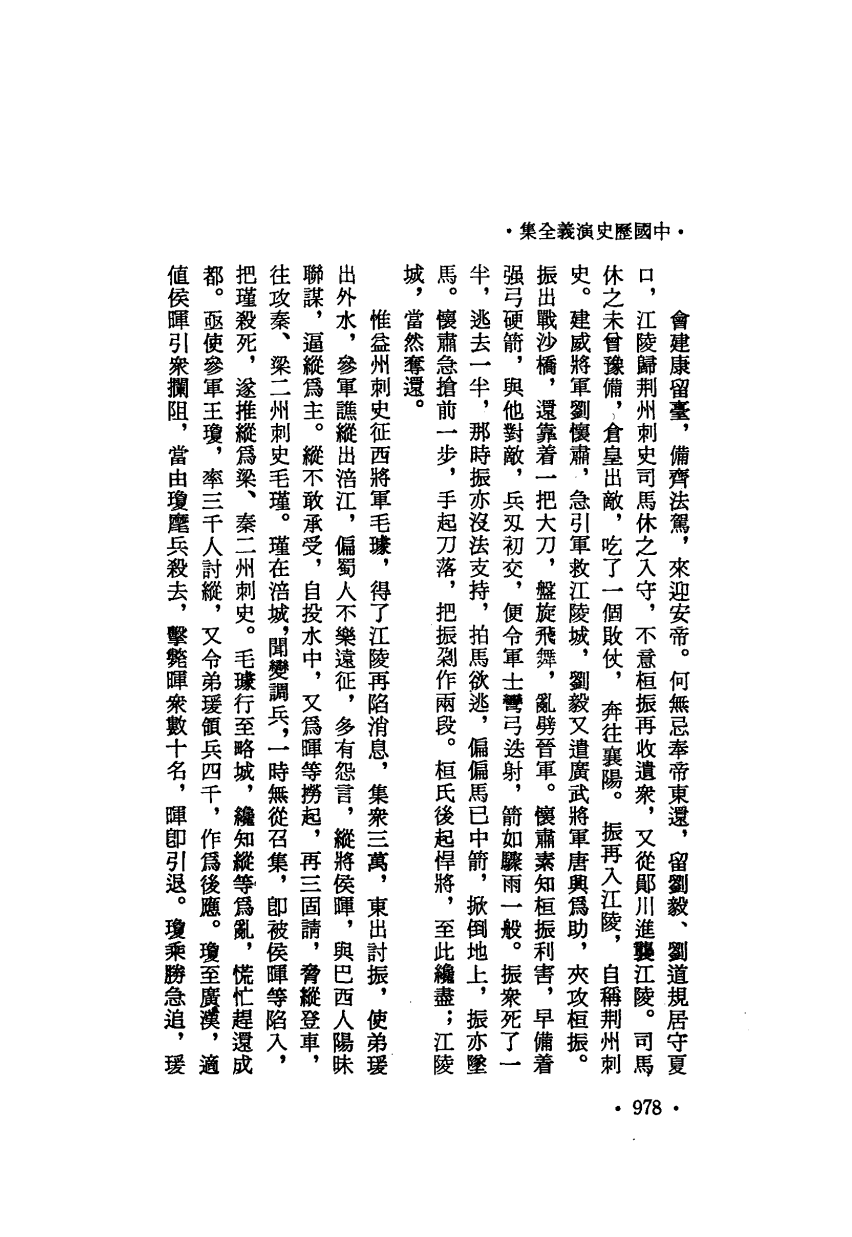 ·中國歷史演義全集·
會建康留臺，備齊法駕，來迎安帝。何無忌奉帝東還，留劉毅、劉道規居守夏
口，江陵歸荆州刺史司馬休之入守，不意桓振再收遺衆，又從鄖川進襲江陵。司馬
休之未曾豫備，倉皇出敵，吃了一個敗仗，奔往襄陽。振再入江陵，自稱荆州刺
史。建威將軍劉懷肅，急引軍救江陵城，劉毅又遣廣武將軍唐興爲助，夾攻桓振。
振出戰沙橋，還靠着一把大刀，盤旋飛舞，亂劈晉軍。懷肅素知桓振利害，早備着
强弓硬箭，與他對敵，兵刄初交，便令軍士彎弓迭射，箭如驟雨一般。振衆死了一
半，逃去一半，那時振亦沒法支持，拍馬欲逃，偏偏馬已中箭，掀倒地上，振亦墜
馬。懷肅急搶前一步，手起刀落，把振剁作兩段。桓氏後起悍將，至此纔盡；江陵
城，當然奪還。
惟益州刺史征西將軍毛璩，得了江陵再陷消息，集衆三萬，東出討振，使弟瑗
出外水，參軍譙縱出涪江，偏蜀人不樂遠征，多有怨言，縱將侯暉，與巴西人陽昧
聯謀，逼縱爲主。縱不敢承受，自投水中，又爲暉等撈起，再三固請，脅縱登車，
往攻秦、梁二州刺史毛瑾。瑾在涪城，聞變調兵，一時無從召集，卽被侯暉等陷入，
把瑾殺死，遂推縱爲梁、秦二州刺史。毛璩行至略城，纔知縱等爲亂，慌忙趕還成
都。亟使參軍王瓊，率三千人討縱，又令弟瑗領兵四千，作爲後應。瓊至廣漢，適
值侯暉引衆攔阻，當由瓊麾兵殺去，擊斃暉衆數十名，暉卽引退。瓊乘勝急追，瑗
·978·